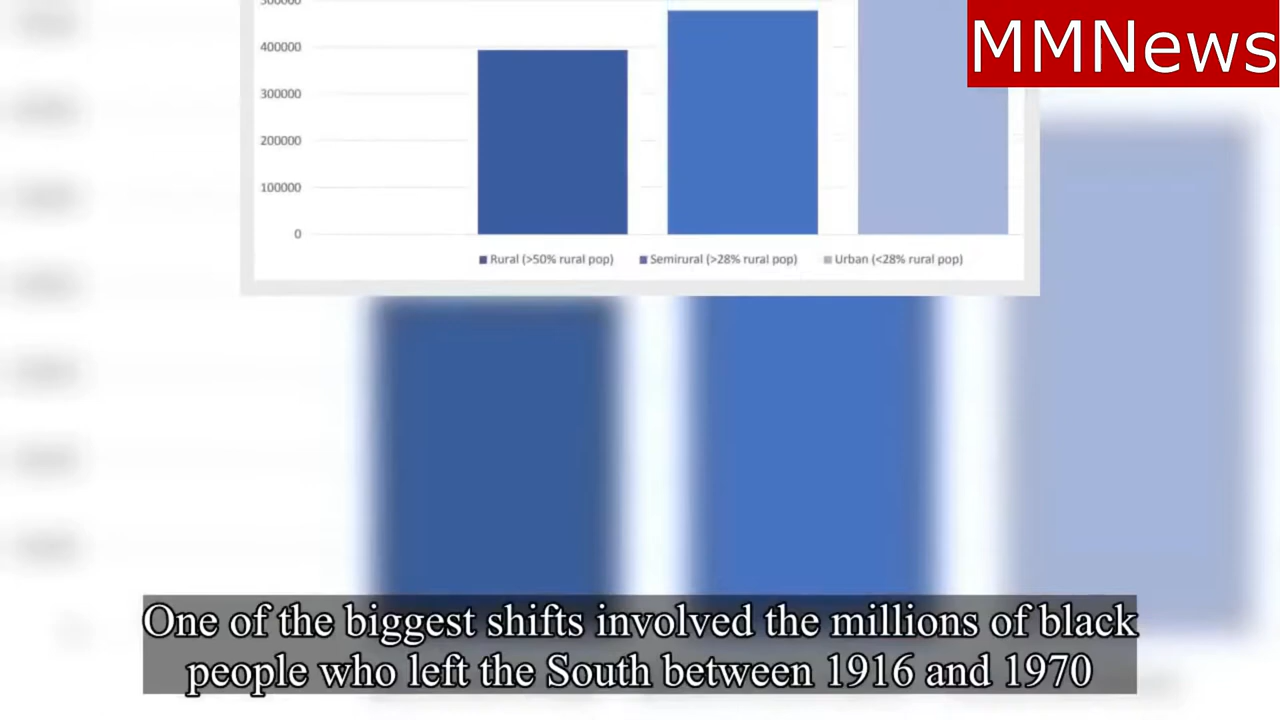 MMNews
500000
400000
300000
200000
100000
0
Rural (>50% rural pop) Semirural (>28% rural pop) Urban (<28% rural pop)
One of the biggest shifts involved the millions of black
people who left the South between 1916 and 1970